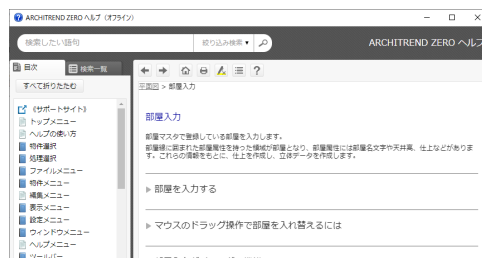 ARCHITREND ZERO ヘルプ (オフライン)
検索したい語句
絞り込み検索▼
ARCHITREND ZERO ヘルプ
目次
検索一覧
すべて折りたたむ
《サポートサイト》
トップメニュー
ヘルプの使い方
物件選択
処理選択
ファイルメニュー
物件メニュー
編集メニュー
表示メニュー
設定メニュー
ウィンドウメニュー
ヘルプメニュー
ツールバー
平面図 > 部屋入力
部屋入力
部屋マスタで登録している部屋を入力します。
部屋線に囲まれた部屋属性を持った領域が部屋となり、部屋属性には部屋名文字や天井高、仕上などがありま
す。これらの情報をもとに、仕上を作成し、立体データを作成します。
部屋を入力する
マウスのドラッグ操作で部屋を入れ替えるには